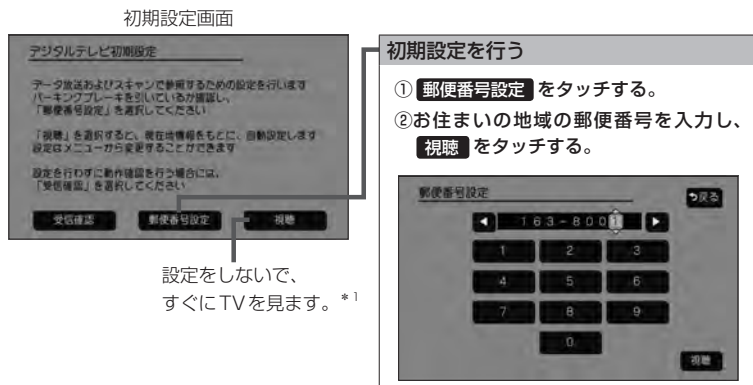 初期設定画面
デジタルテレビ初期設定
データ放送およびスキャンで参照するための設定を行います
パーキングブレーキを引いているか確認し、
「郵便番号設定」を選択してください
「視聴」を選択すると、現在地情報をもとに、自動設定します
設定はメニューから変更することができます
設定を行わずに動作確認を行う場合には、
「受信確認」を選択してください
受信確認
郵便番号設定
視聴
設定をしないで、
すぐにTVを見ます。*1
初期設定を行う
① 郵便番号設定 をタッチする。
②お住まいの地域の郵便番号を入力し、
視聴 をタッチする。
郵便番号設定
戻る
163-8001
1 2 3
4 5 6
7 8 9
0
視聴